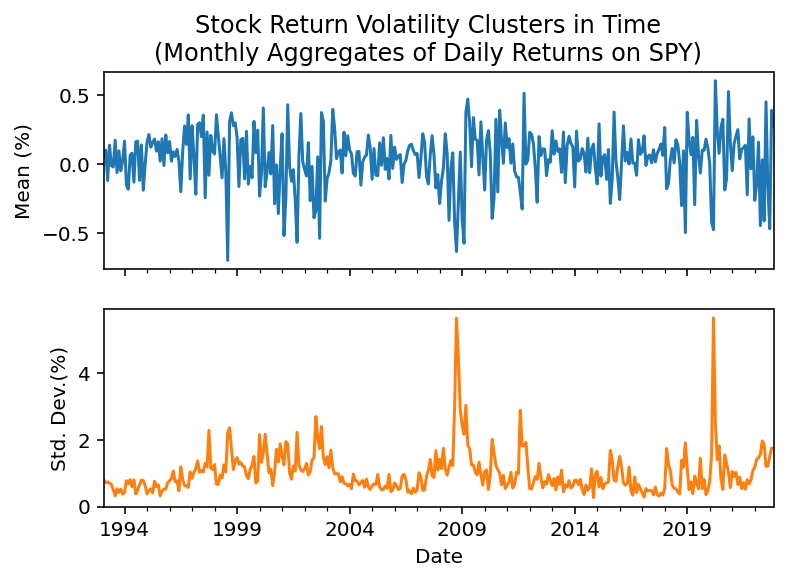 Stock Return Volatility Clusters in Time
(Monthly Aggregates of Daily Returns on SPY)
0.5
0.0
−0.5
Mean (%)
4
2
0
Std. Dev.(%)
1994 1999 2004 2009 2014 2019
Date